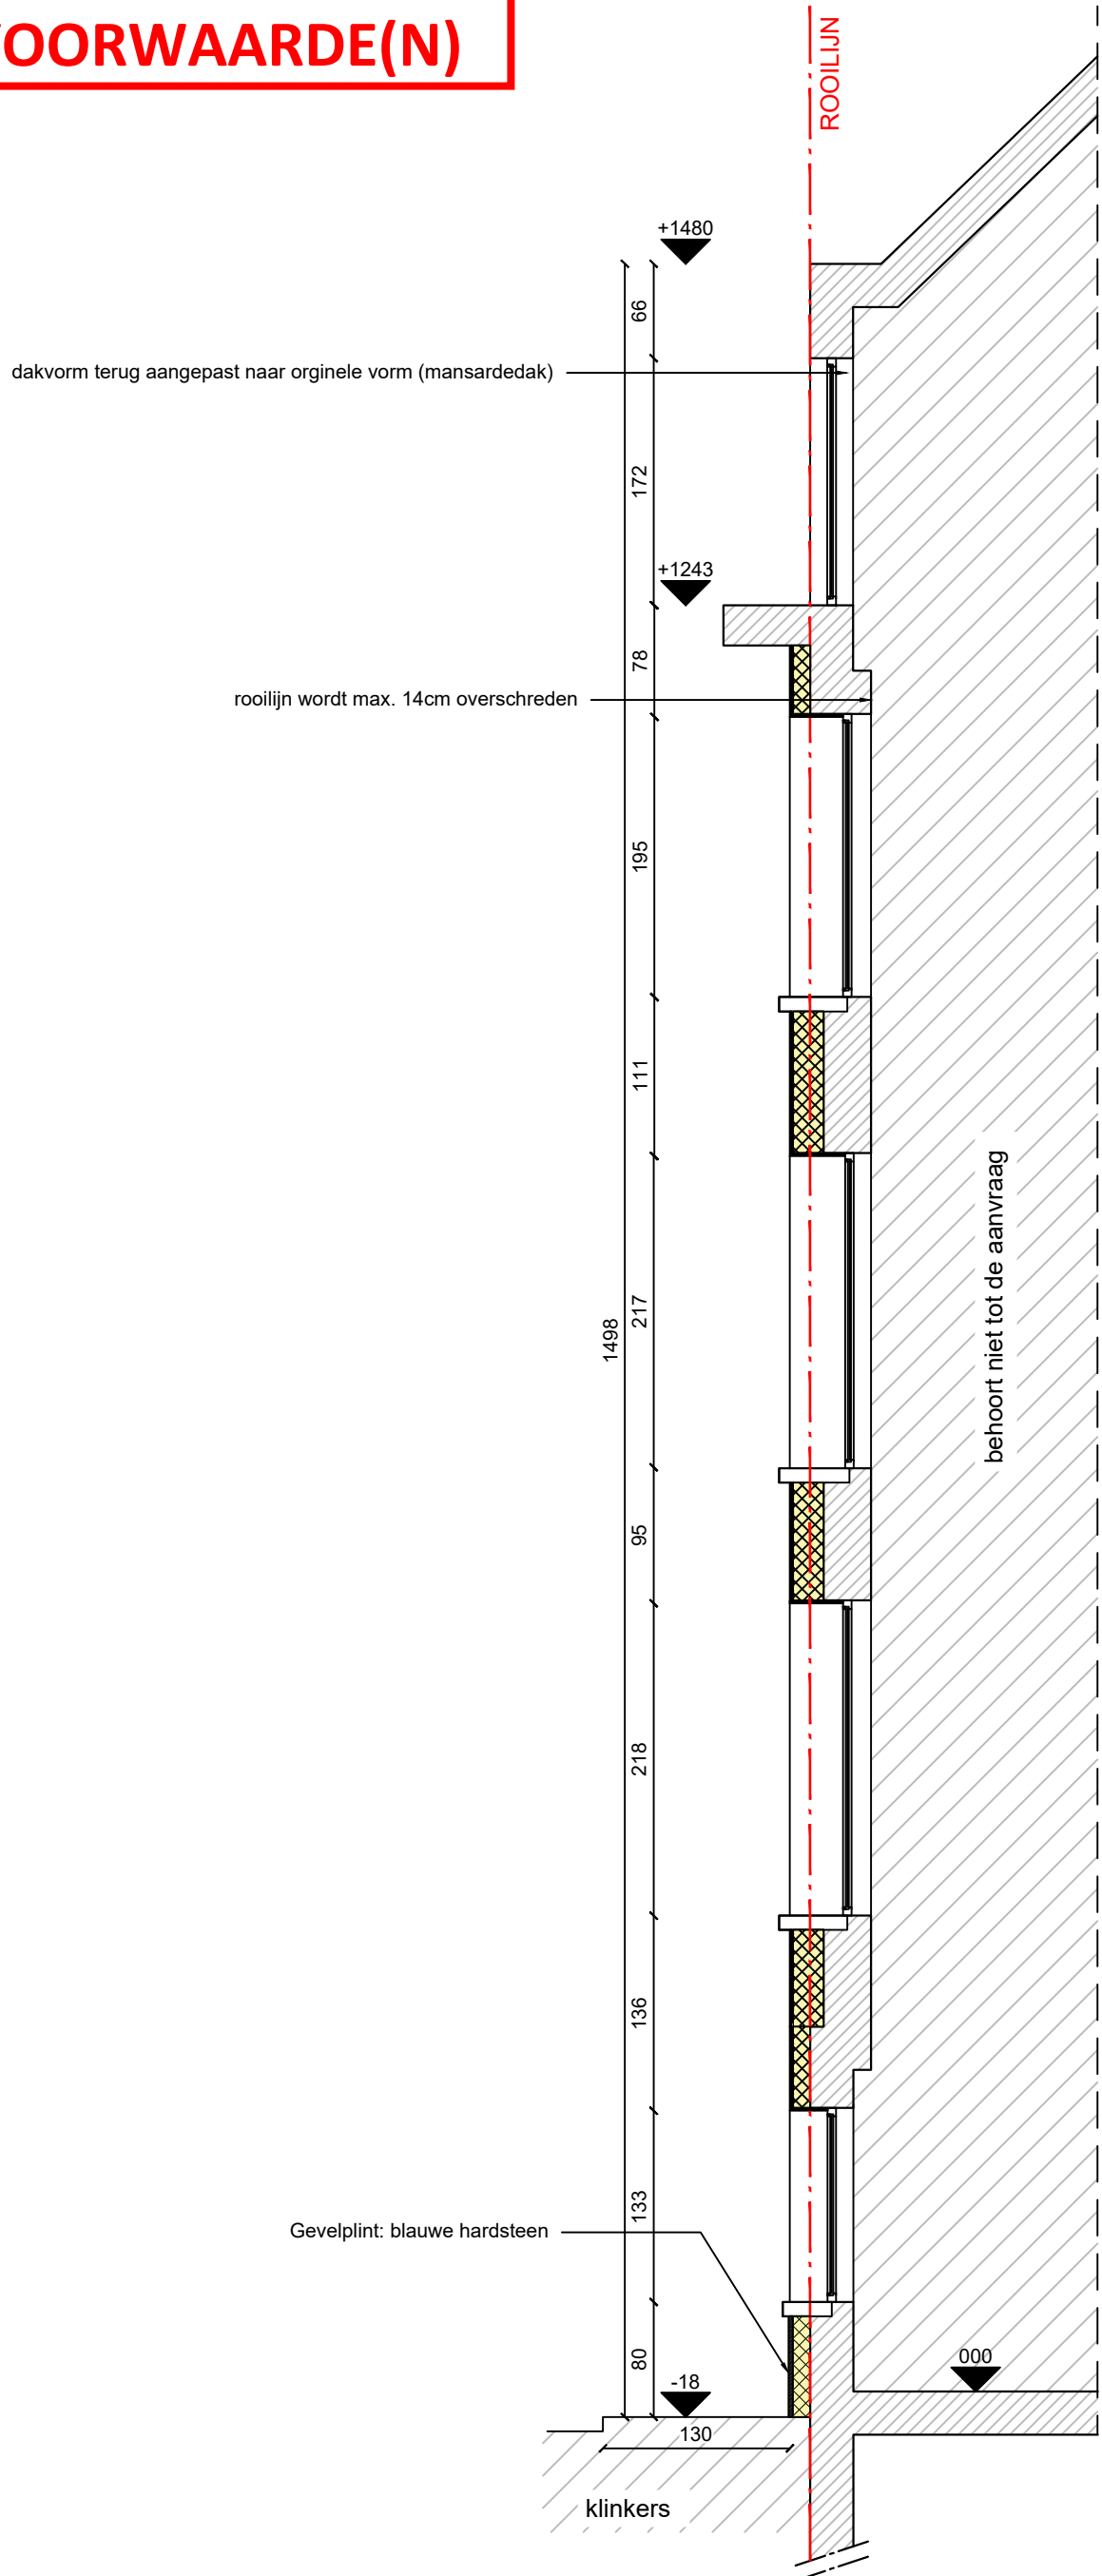 OORWAARDE(N)
ROOILIJN
+1480
66
dakvorm terug aangepast naar orginele vorm (mansardedak)
172
+1243
78
rooilijn wordt max. 14cm overschreden
195
111
behoort niet tot de aanvraag
217
1498
95
218
136
133
Gevelplint: blauwe hardsteen
80
000
-18
130
klinkers